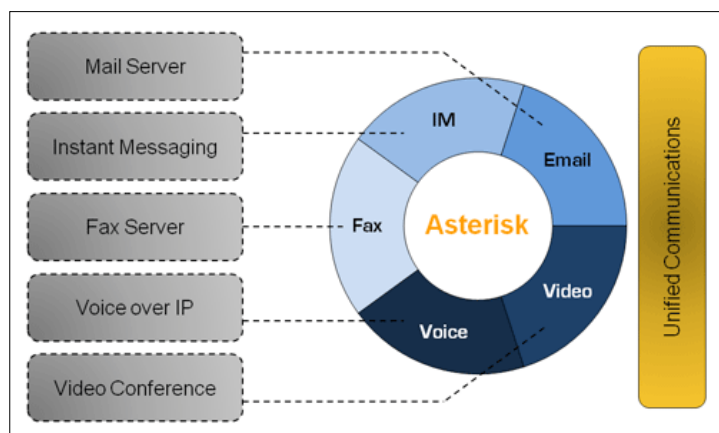 Mail Server
Instant Messaging
Fax Server
Voice over IP
Video Conference
IM
Email
Fax
Asterisk
Video
Voice
Unified Communications